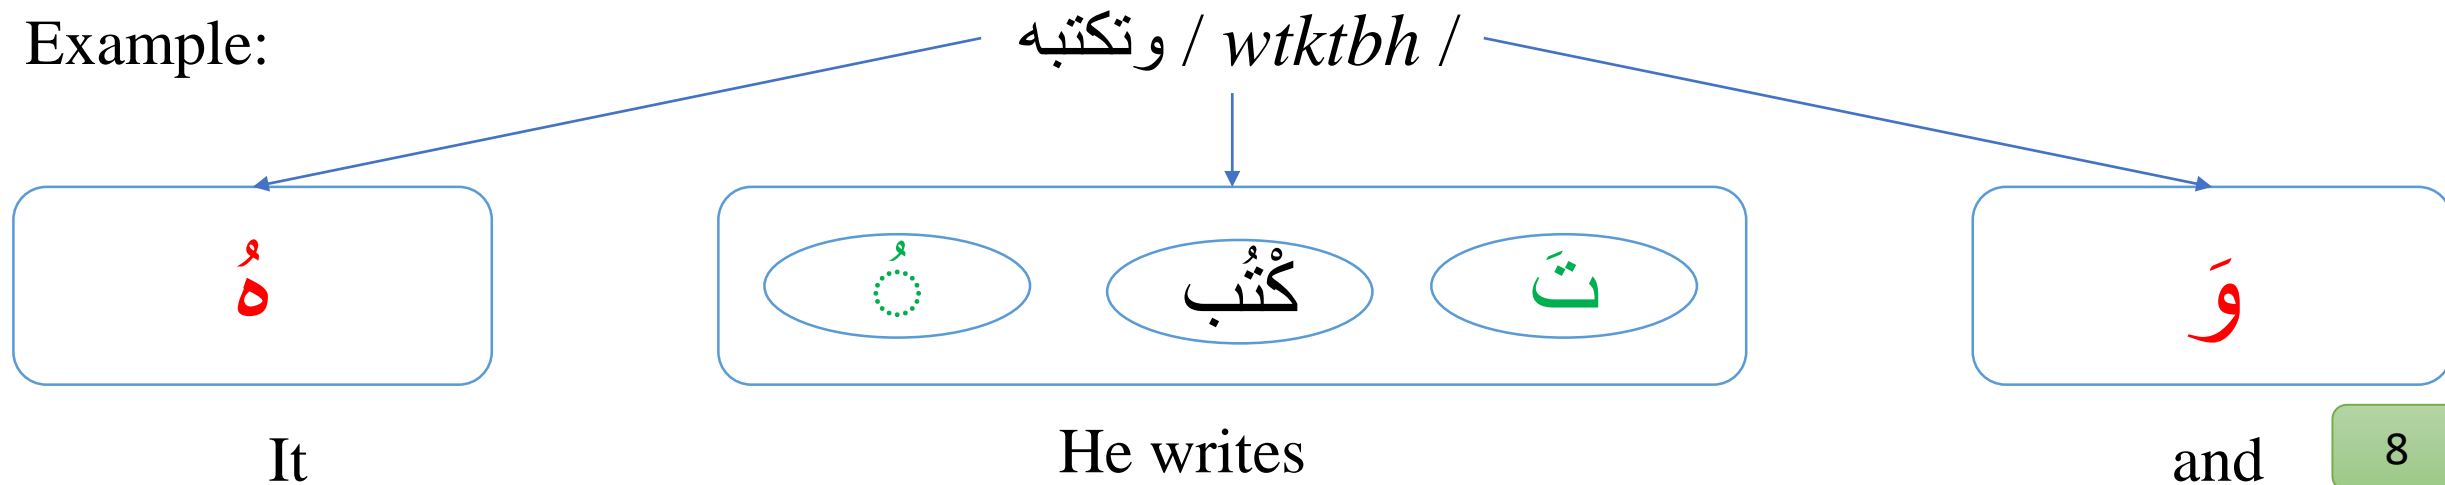 Example:
وتكتبه / wtktbh /
هُ
ـُ كْتُب تَ
وَ
It
He writes
and
8